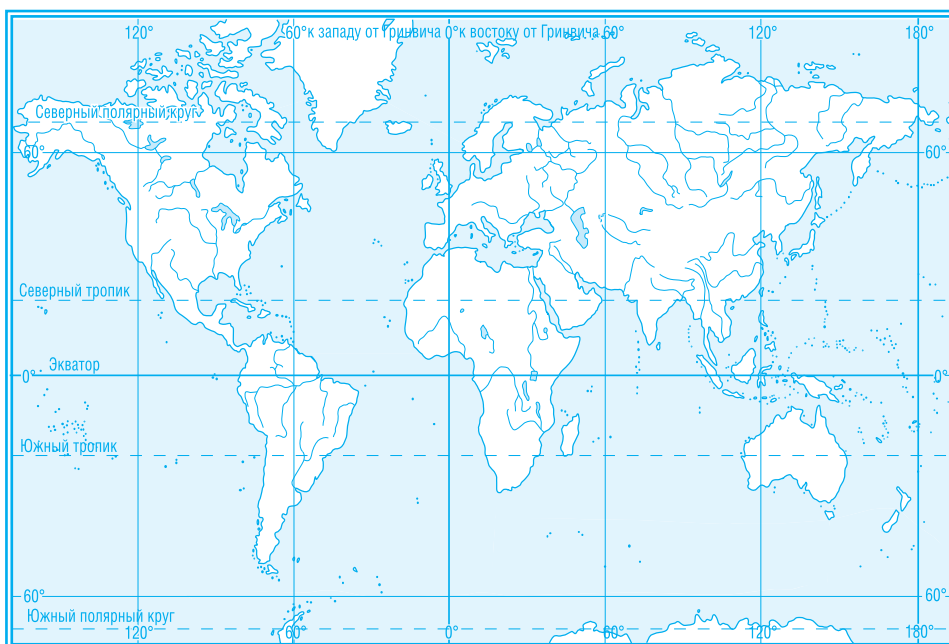 120° 60° к западу от Гринвича 0° к востоку от Гринвича 60° 120° 180°
Северный полярный круг
60° 60°
Северный тропик
Экватор
0° 0°
Южный тропик
60° 60°
Южный полярный круг
120° 60° 0° 60° 120° 180°